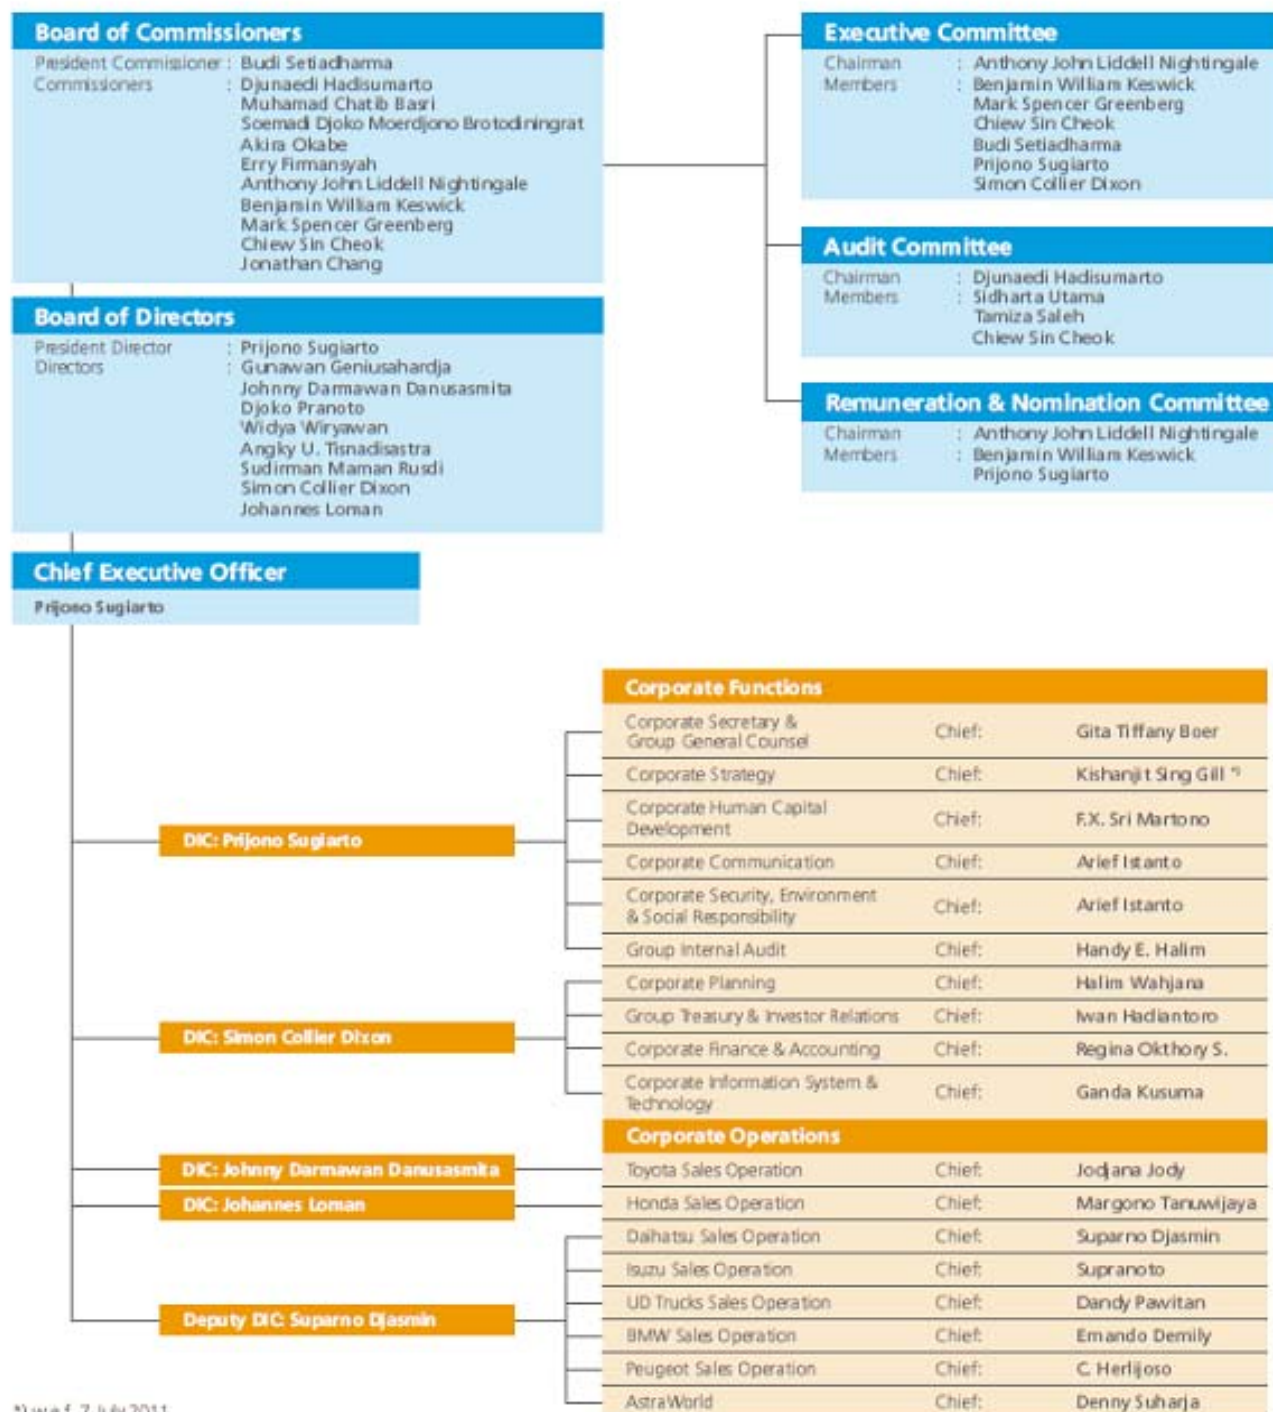 Board of Commissioners
President Commissioner : Budi Setiadharma
Commissioners : Djunaedi Hadisumarto
Muhamad Chatib Basri
Soemadi Djoko Moerdjono Brotodiningrat
Akira Okabe
Erry Firmansyah
Anthony John Liddell Nightingale
Benjamin William Keswick
Mark Spencer Greenberg
Chiew Sin Cheok
Jonathan Chang
Executive Committee
Chairman : Anthony John Liddell Nightingale
Members : Benjamin William Keswick
Mark Spencer Greenberg
Chiew Sin Cheok
Budi Setiadharma
Prijono Sugiarto
Simon Collier Dixon
Audit Committee
Chairman : Djunaedi Hadisumarto
Members : Sidharta Utama
Tamiza Saleh
Chiew Sin Cheok
Remuneration & Nomination Committee
Chairman : Anthony John Liddell Nightingale
Members : Benjamin William Keswick
Prijono Sugiarto
Board of Directors
President Director : Prijono Sugiarto
Directors : Gunawan Geniusahardja
Johnny Darmawan Danusasmita
Djoko Pranoto
Widya Wiryawan
Angky U. Tisnadisastra
Sudirman Maman Rusdi
Simon Collier Dixon
Johannes Loman
Chief Executive Officer
Prijono Sugiarto
Corporate Functions
DIC: Prijono Sugiarto
Corporate Secretary &
Group General Counsel Chief: Gita Tiffany Boer
Corporate Strategy Chief: Kishanjit Sing Gill *)
Corporate Human Capital
Development Chief: F.X. Sri Martono
Corporate Communication Chief: Arief Istanto
Corporate Security, Environment
& Social Responsibility Chief: Arief Istanto
Group Internal Audit Chief: Handy E. Halim
DIC: Simon Collier Dixon
Corporate Planning Chief: Halim Wahjana
Group Treasury & Investor Relations Chief: Iwan Hadiantoro
Corporate Finance & Accounting Chief: Regina Okthory S.
Corporate Information System &
Technology Chief: Ganda Kusuma
Corporate Operations
DIC: Johnny Darmawan Danusasmita
Toyota Sales Operation Chief: Jodjana Jody
DIC: Johannes Loman
Honda Sales Operation Chief: Margono Tanuwijaya
Deputy DIC: Suparno Djasmin
Daihatsu Sales Operation Chief: Suparno Djasmin
Isuzu Sales Operation Chief: Supranoto
UD Trucks Sales Operation Chief: Dandy Pawitan
BMW Sales Operation Chief: Ernando Demily
Peugeot Sales Operation Chief: C. Herlijoso
AstraWorld Chief: Denny Suharja
*) w.e.f. 7 July 2011